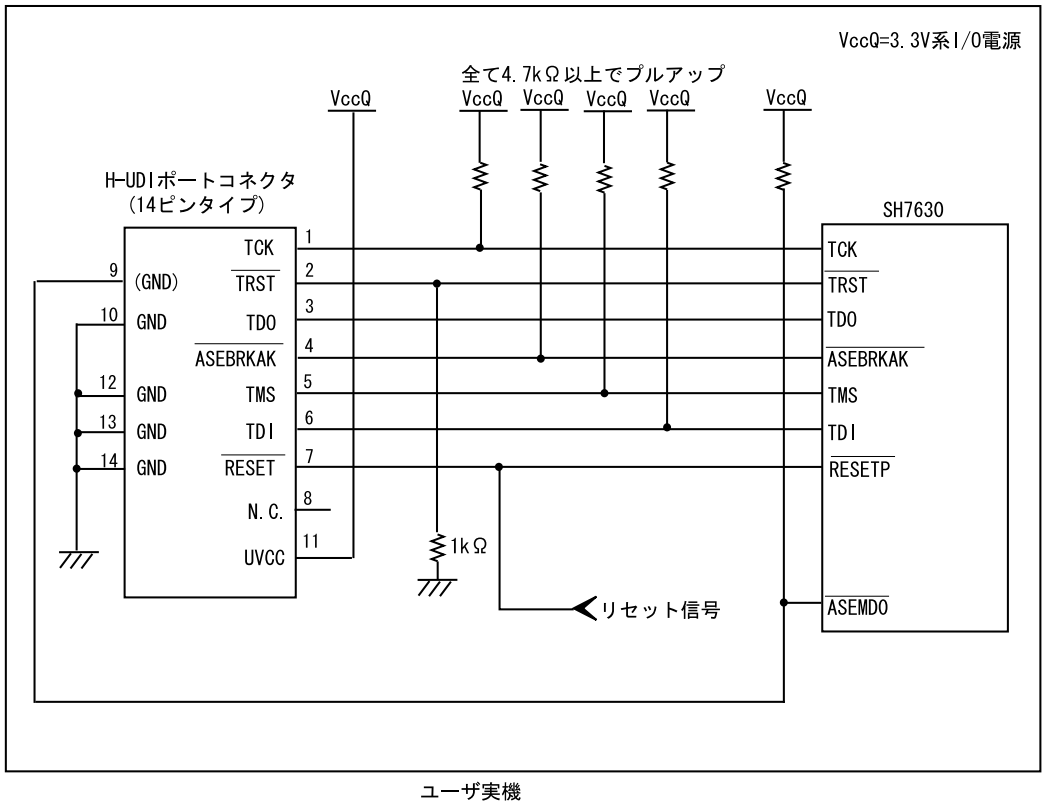 VccQ=3.3V系I/O電源
全て4.7kΩ以上でプルアップ
VccQ
VccQ
VccQ
VccQ
VccQ
VccQ
H-UDIポートコネクタ
(14ピンタイプ)
SH7630
TCK
1
TCK
9
(GND)
TRST
2
TRST
10
GND
TDO
3
TDO
ASEBRKAK
4
ASEBRKAK
12
GND
TMS
5
TMS
13
GND
TDI
6
TDI
14
GND
RESET
7
RESETP
N.C.
8
UVCC
11
1kΩ
リセット信号
ASEMDO
ユーザ実機